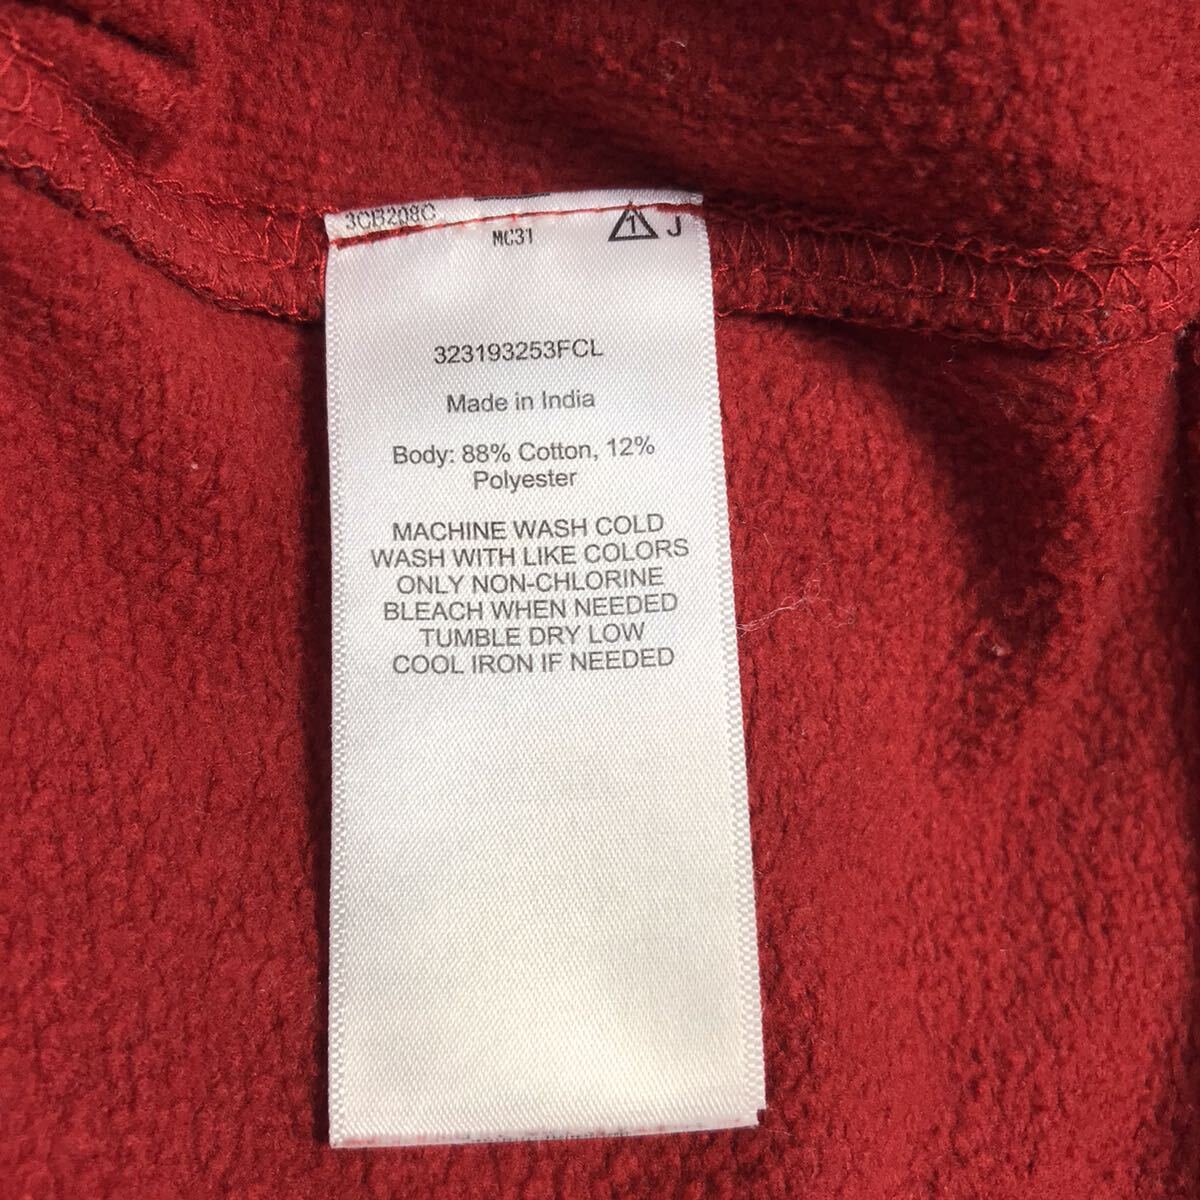 3CB208C
MC31
1 J
323193253FCL
Made in India
Body: 88% Cotton, 12%
Polyester
MACHINE WASH COLD
WASH WITH LIKE COLORS
ONLY NON-CHLORINE
BLEACH WHEN NEEDED
TUMBLE DRY LOW
COOL IRON IF NEEDED